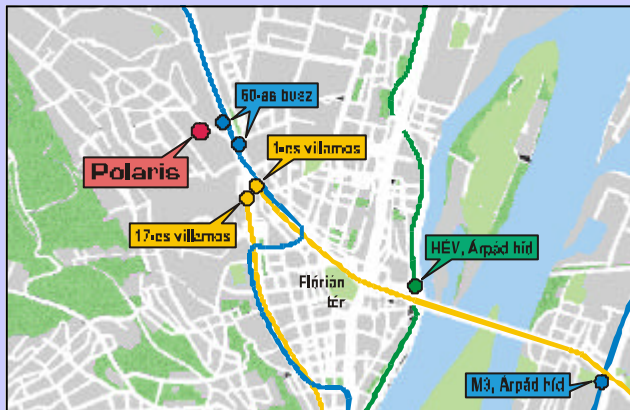 60-as busz
1-es villamos
Polaris
17-es villamos
HÉV, Árpád híd
Flórián
tér
M3, Árpád híd